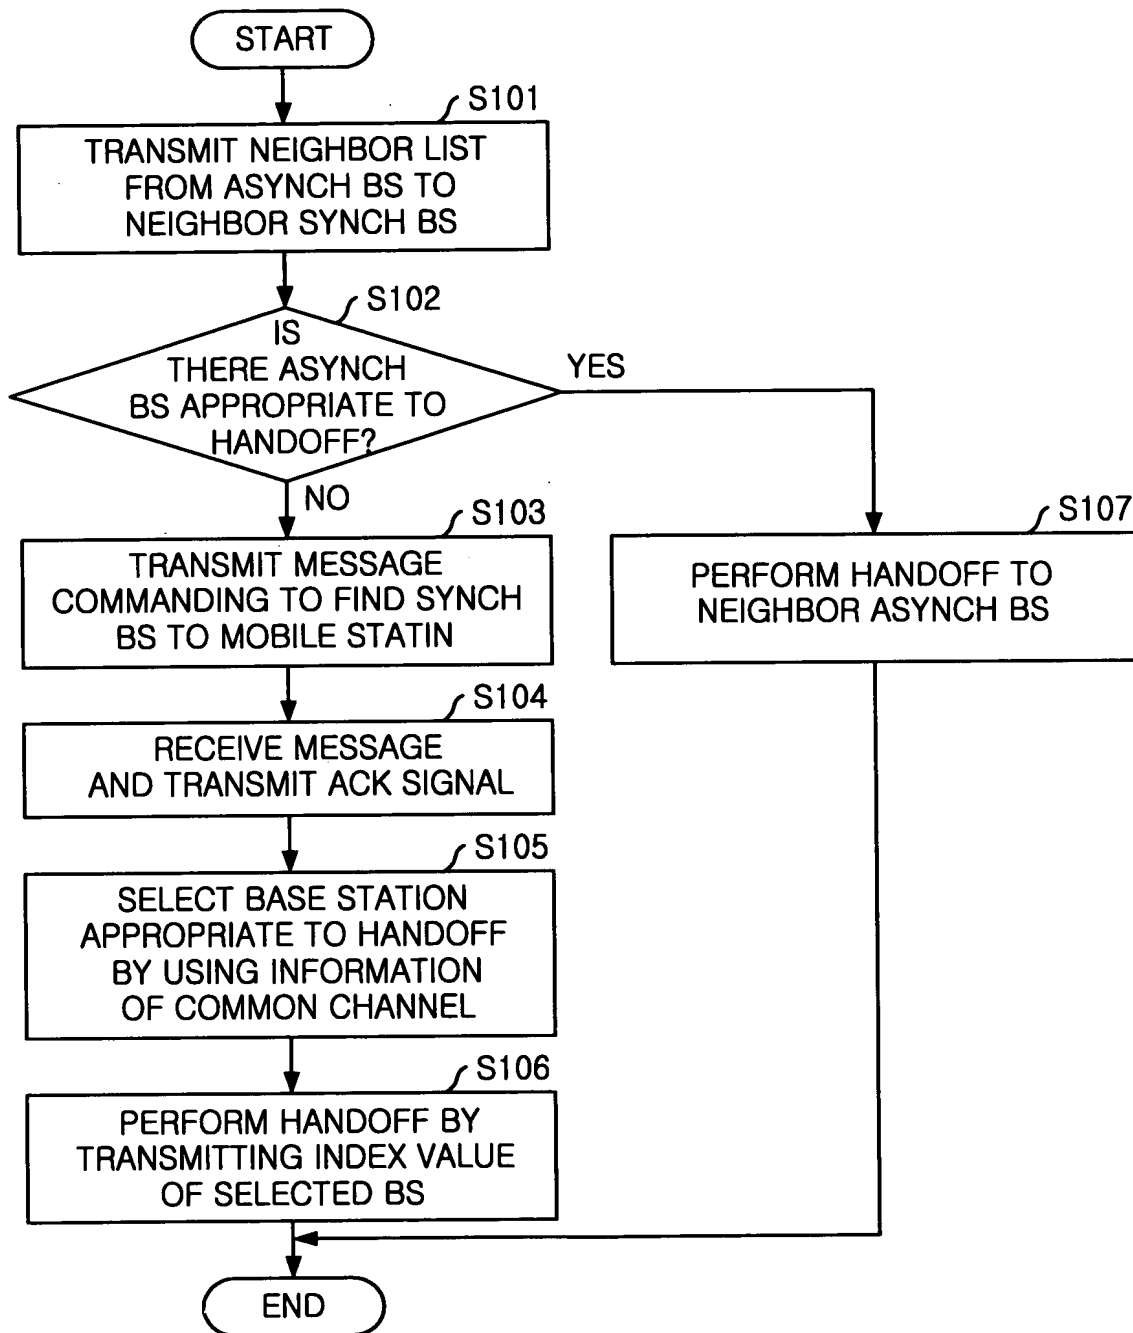 START
S101
TRANSMIT NEIGHBOR LIST
FROM ASYNCH BS TO
NEIGHBOR SYNCH BS
S102
IS
THERE ASYNCH
BS APPROPRIATE TO
HANDOFF?
YES
NO
S103
TRANSMIT MESSAGE
COMMANDING TO FIND SYNCH
BS TO MOBILE STATIN
S107
PERFORM HANDOFF TO
NEIGHBOR ASYNCH BS
S104
RECEIVE MESSAGE
AND TRANSMIT ACK SIGNAL
S105
SELECT BASE STATION
APPROPRIATE TO HANDOFF
BY USING INFORMATION
OF COMMON CHANNEL
S106
PERFORM HANDOFF BY
TRANSMITTING INDEX VALUE
OF SELECTED BS
END